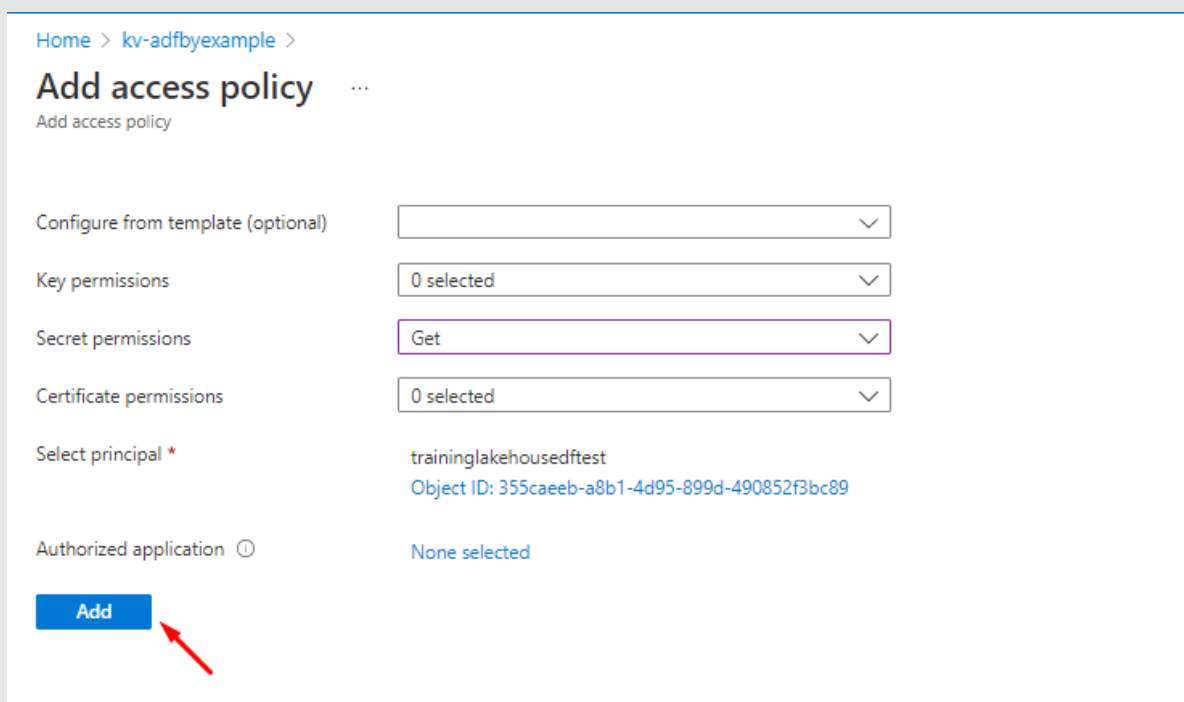 Home > kv-adfbyexample >
Add access policy ...
Add access policy
Configure from template (optional)
Key permissions 0 selected
Secret permissions Get
Certificate permissions 0 selected
Select principal * traininglakehousedftest
Object ID: 355caeeb-a8b1-4d95-899d-490852f3bc89
Authorized application None selected
Add